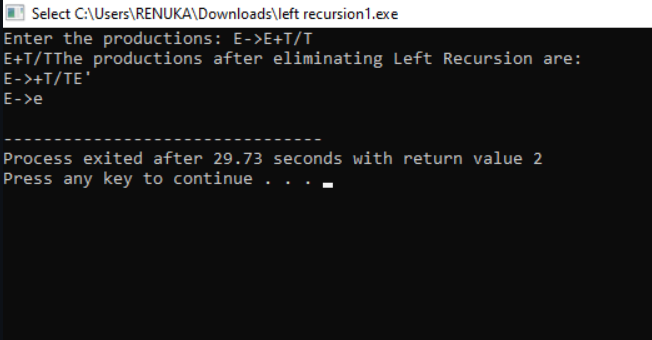 Select C:\Users\RENUKA\Downloads\left recursion1.exe
Enter the productions: E->E+T/T
E+T/TThe productions after eliminating Left Recursion are:
E->+T/TE'
E->e
--------------------------------
Process exited after 29.73 seconds with return value 2
Press any key to continue . . .